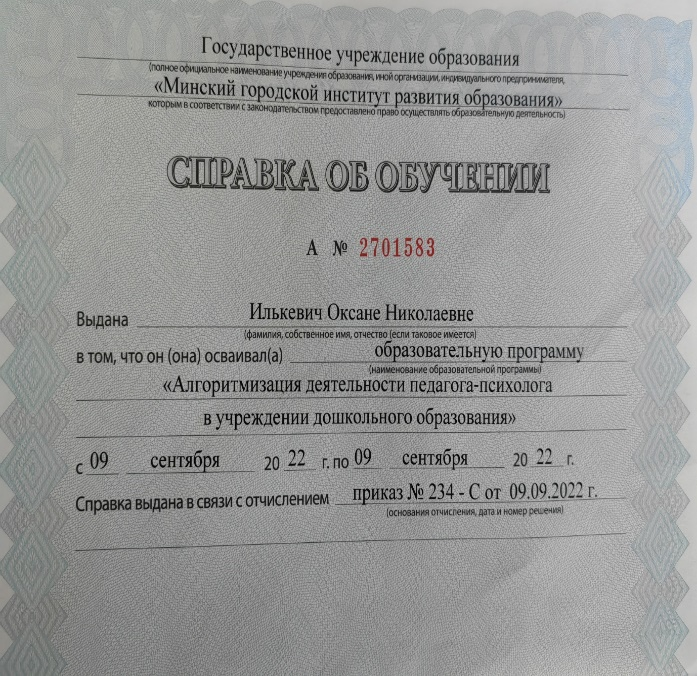 Государственное учреждение образования
(полное официальное наименование учреждения образования, иной организации, индивидуального предпринимателя,
«Минский городской институт развития образования»
которым в соответствии с законодательством предоставлено право осуществлять образовательную деятельность)
СПРАВКА ОБ ОБУЧЕНИИ
А № 2701583
Выдана Илькевич Оксане Николаевне
(фамилия, собственное имя, отчество (если таковое имеется)
в том, что он (она) осваивал(а) образовательную программу
(наименование образовательной программы)
«Алгоритмизация деятельности педагога-психолога
в учреждении дошкольного образования»
с 09 сентября 20 22 г. по 09 сентября 20 22 г.
Справка выдана в связи с отчислением приказ № 234 - С от 09.09.2022 г.
(основания отчисления, дата и номер решения)